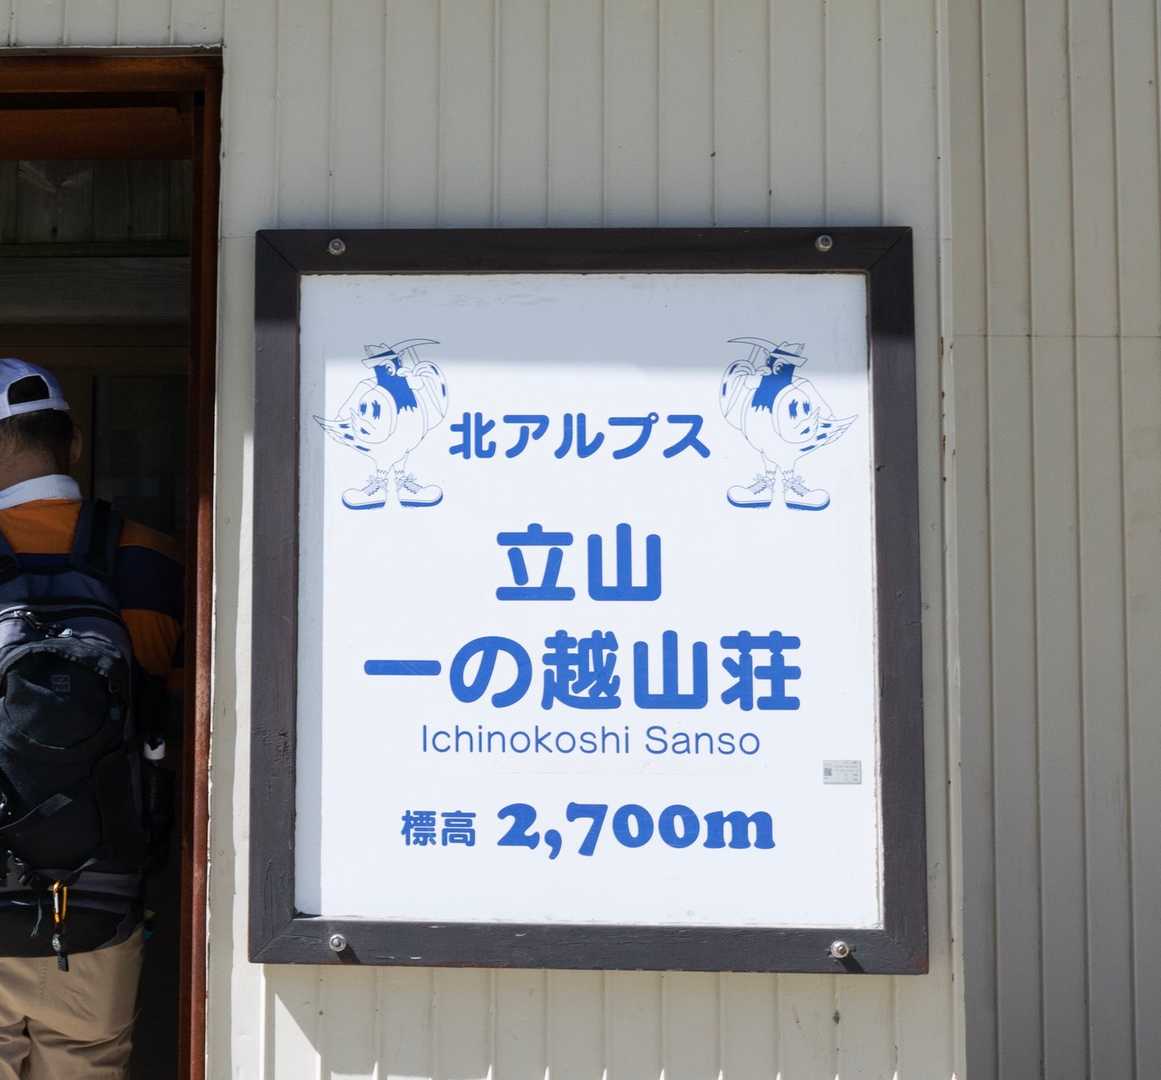 北アルプス
立山
一の越山荘
Ichinokoshi Sanso
標高 2,700m